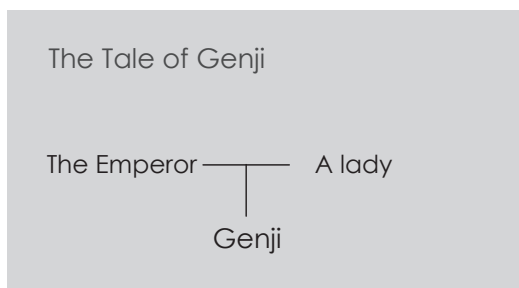 The Tale of Genji
The Emperor A lady
Genji